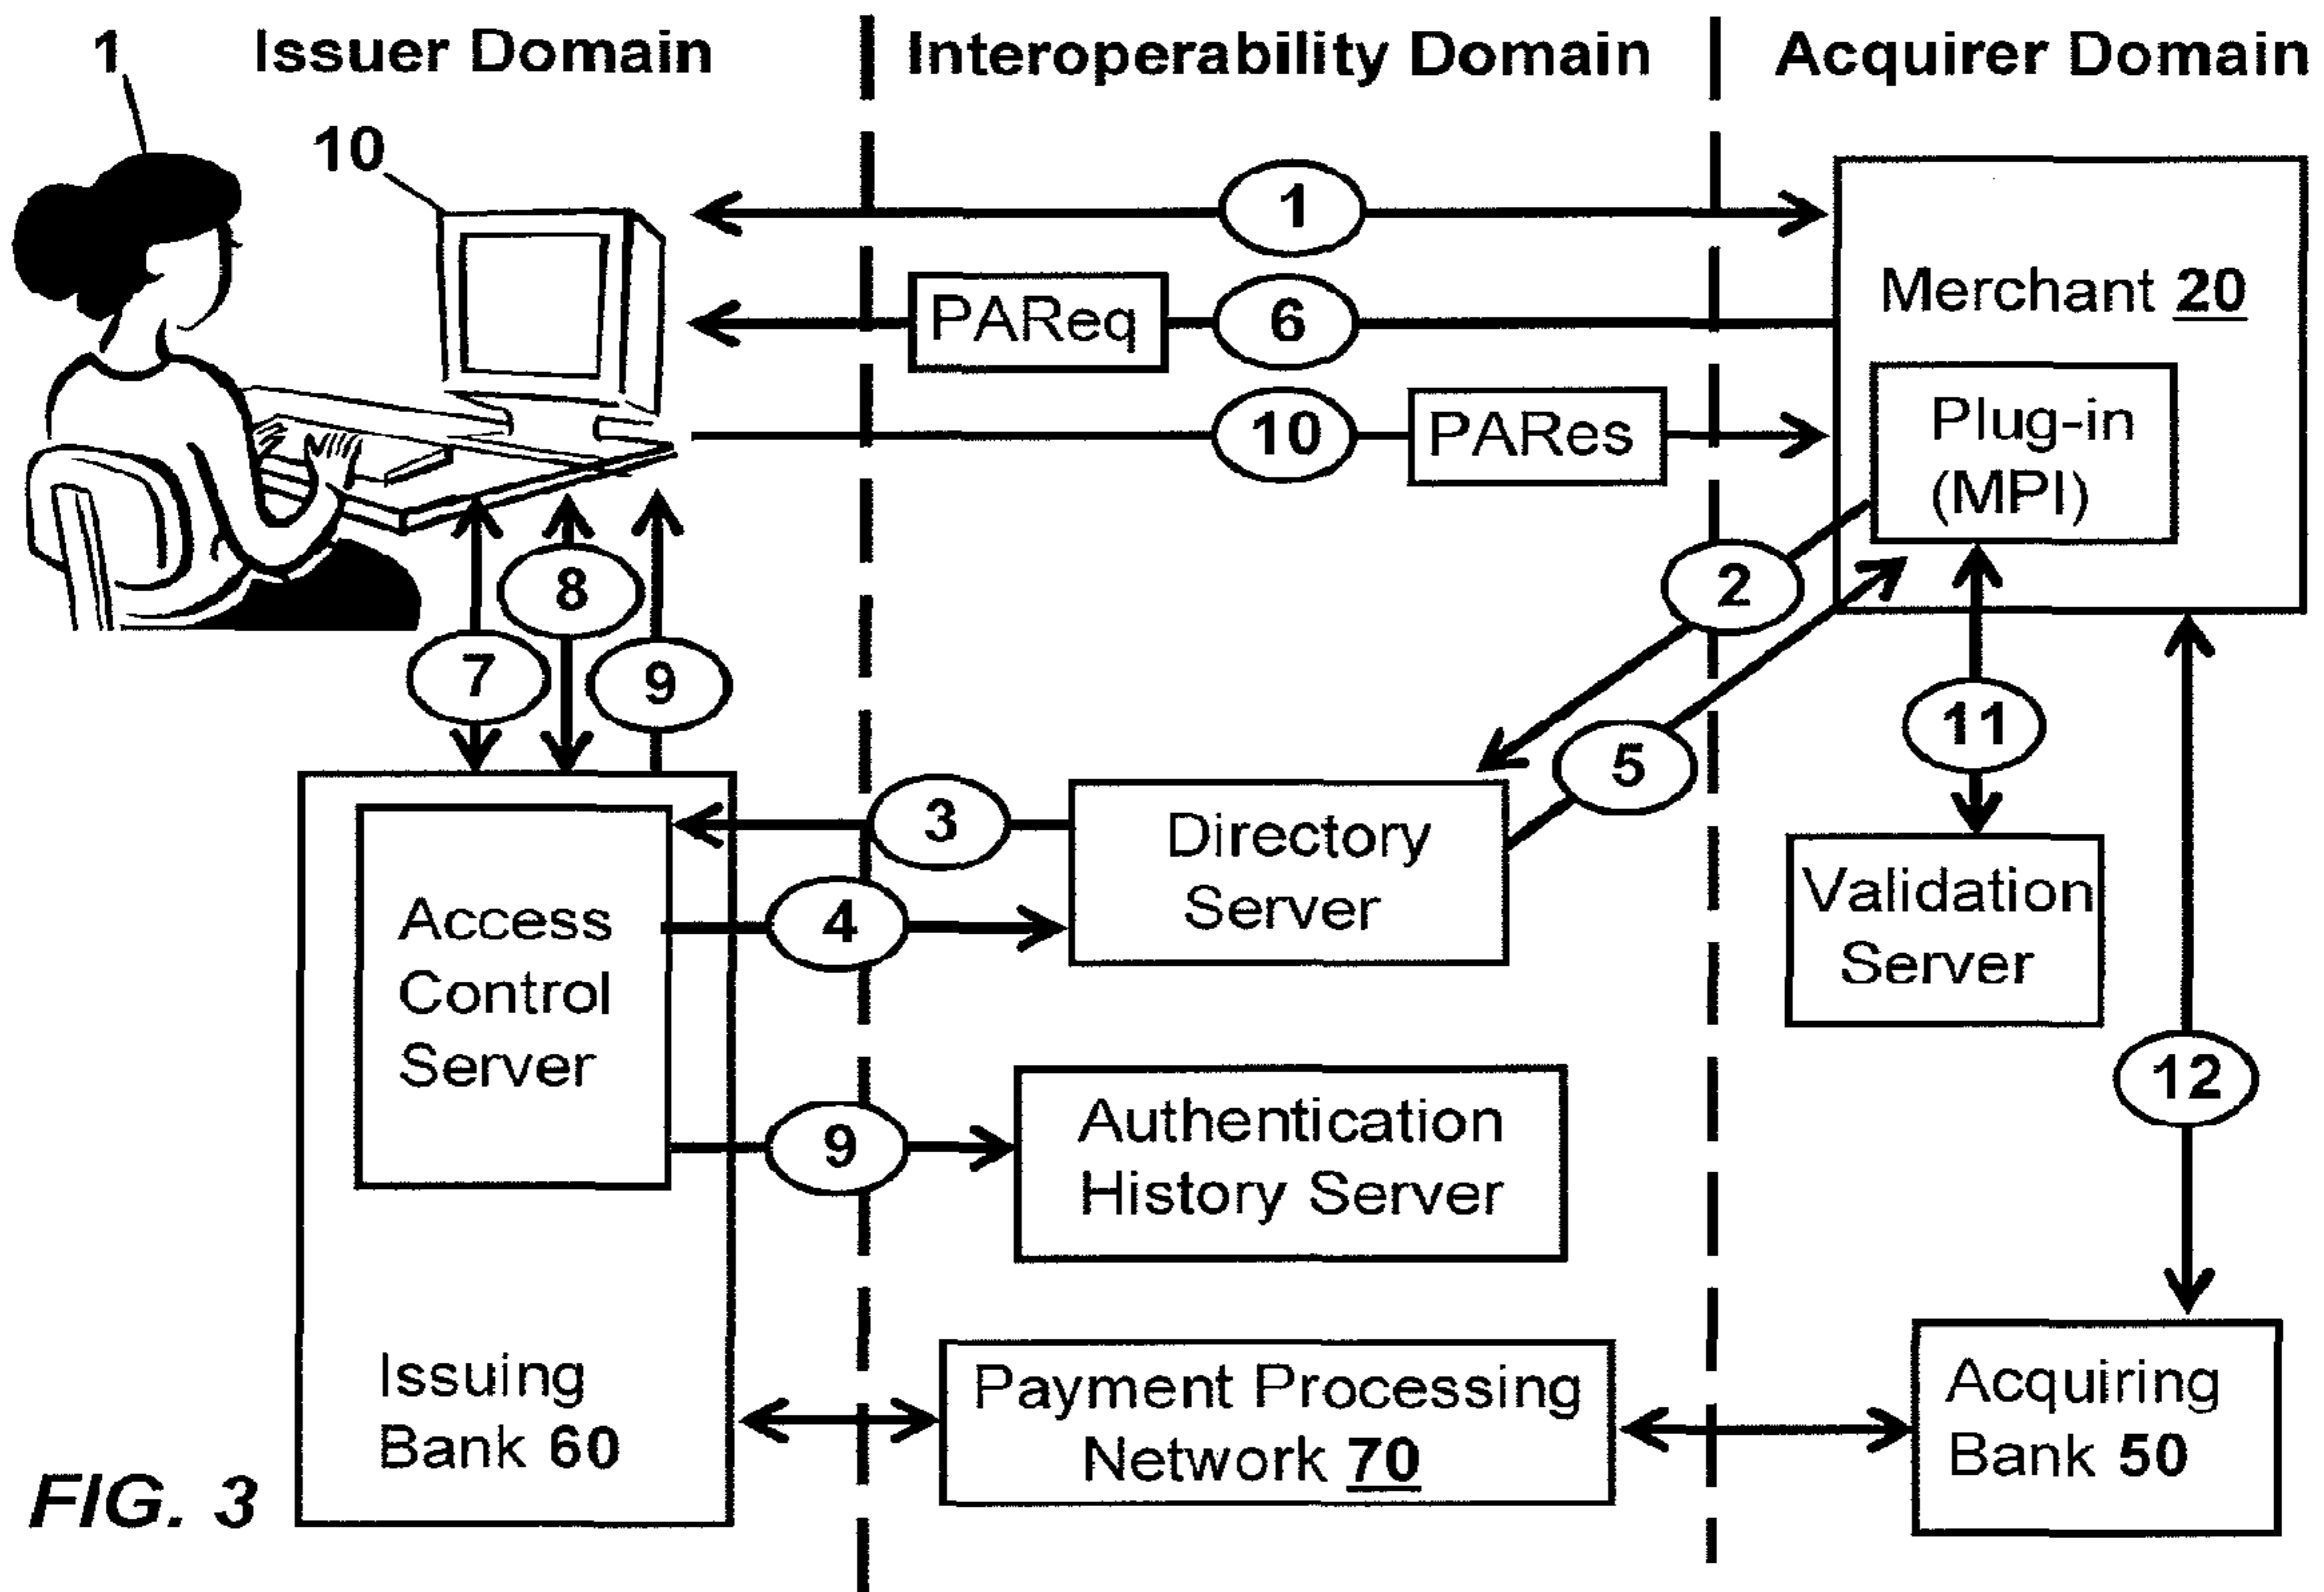 1
Issuer Domain
Interoperability Domain
Acquirer Domain
10
1
Merchant 20
PAReq
6
10
PARes
Plug-in
(MPI)
2
8
7
9
11
5
3
Directory
Server
Validation
Server
4
Access
Control
Server
12
9
Authentication
History Server
Issuing
Bank 60
Payment Processing
Network 70
Acquiring
Bank 50
FIG. 3